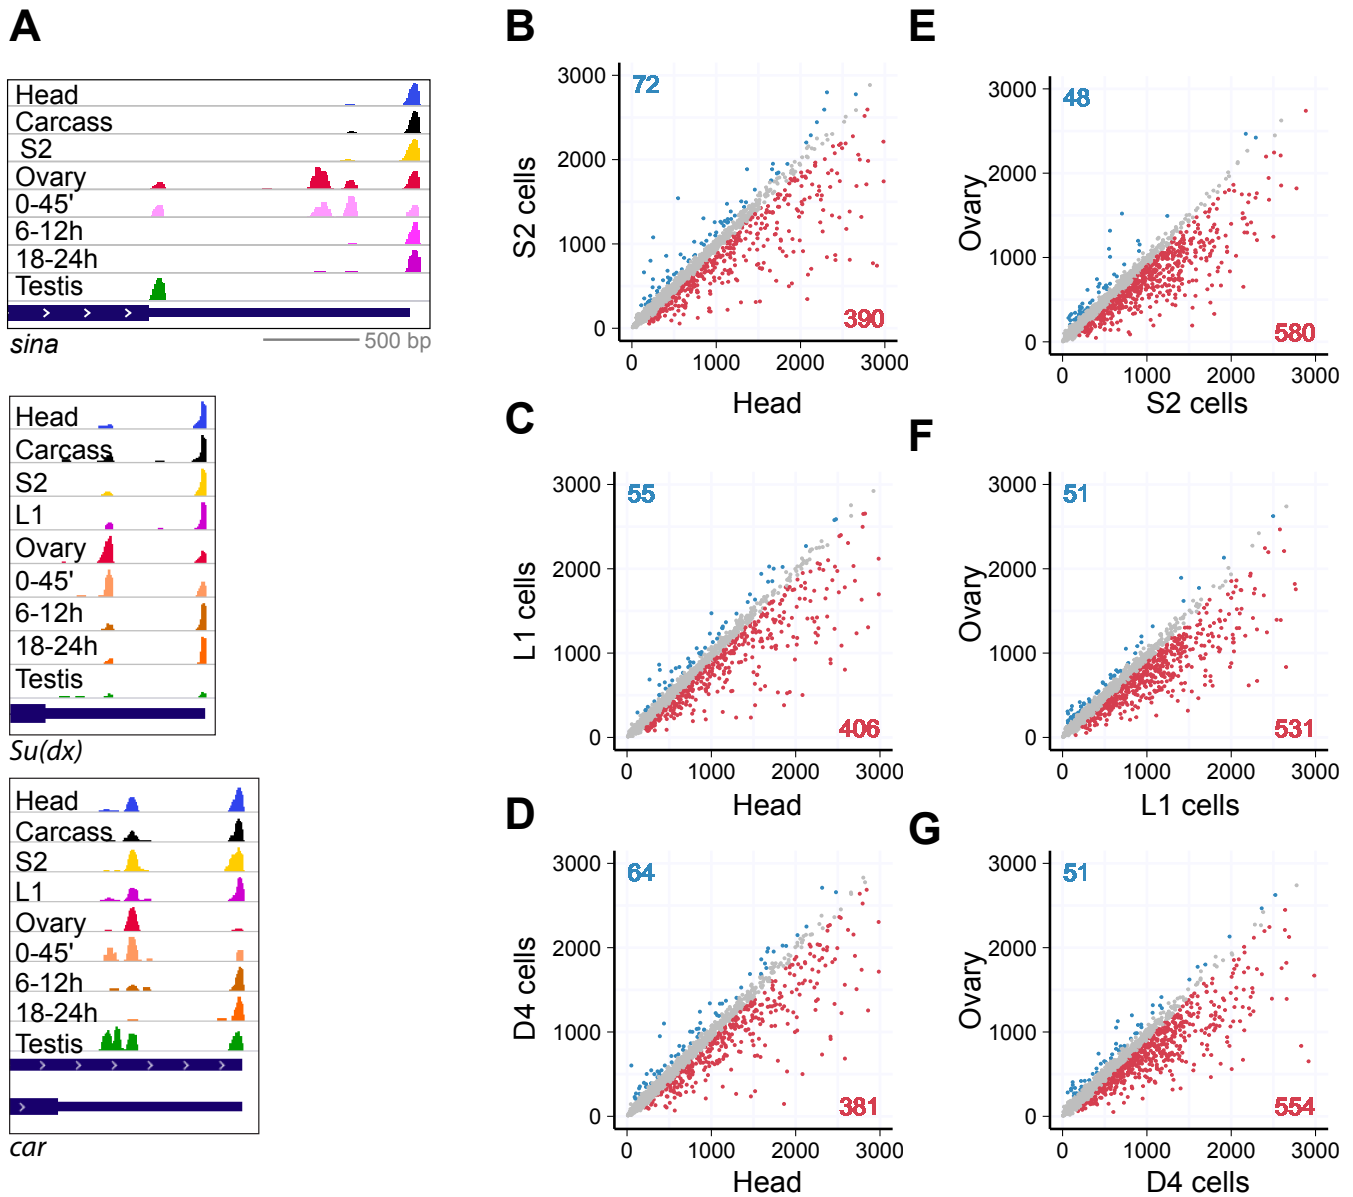 A
Head
Carcass
S2
Ovary
0-45'
6-12h
18-24h
Testis
sina
500 bp
Head
Carcass
S2
L1
Ovary
0-45'
6-12h
18-24h
Testis
Su(dx)
Head
Carcass
S2
L1
Ovary
0-45'
6-12h
18-24h
Testis
car
B
3000
2000
1000
0
S2 cells
72
390
0 1000 2000 3000
Head
C
3000
2000
1000
0
L1 cells
55
406
0 1000 2000 3000
Head
D
3000
2000
1000
0
D4 cells
64
381
0 1000 2000 3000
Head
E
3000
2000
1000
0
Ovary
48
580
0 1000 2000 3000
S2 cells
F
3000
2000
1000
0
Ovary
51
531
0 1000 2000 3000
L1 cells
G
3000
2000
1000
0
Ovary
51
554
0 1000 2000 3000
D4 cells